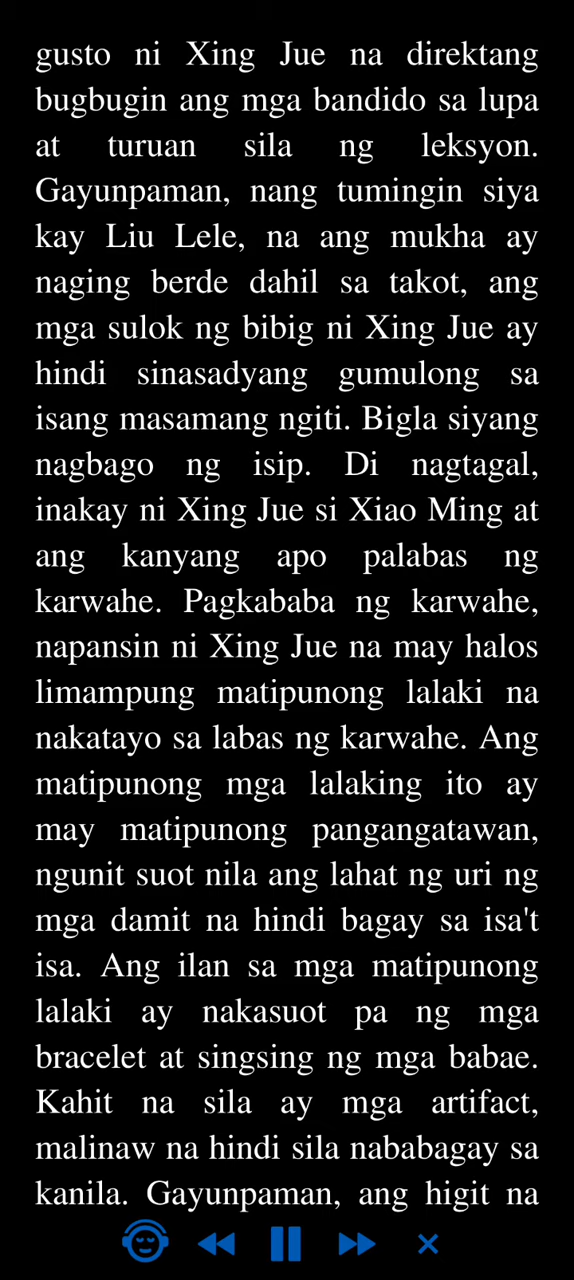 gusto ni Xing Jue na direktang
bugbugin ang mga bandido sa lupa
at turuan sila ng leksyon.
Gayunpaman, nang tumingin siya
kay Liu Lele, na ang mukha ay
naging berde dahil sa takot, ang
mga sulok ng bibig ni Xing Jue ay
hindi sinasadyang gumulong sa
isang masamang ngiti. Bigla siyang
nagbago ng isip. Di nagtagal,
inakay ni Xing Jue si Xiao Ming at
ang kanyang apo palabas ng
karwahe. Pagkababa ng karwahe,
napansin ni Xing Jue na may halos
limampung matipunong lalaki na
nakatayo sa labas ng karwahe. Ang
matipunong mga lalaking ito ay
may matipunong pangangatawan,
ngunit suot nila ang lahat ng uri ng
mga damit na hindi bagay sa isa't
isa. Ang ilan sa mga matipunong
lalaki ay nakasuot pa ng mga
bracelet at singsing ng mga babae.
Kahit na sila ay mga artifact,
malinaw na hindi sila nababagay sa
kanila. Gayunpaman, ang higit na